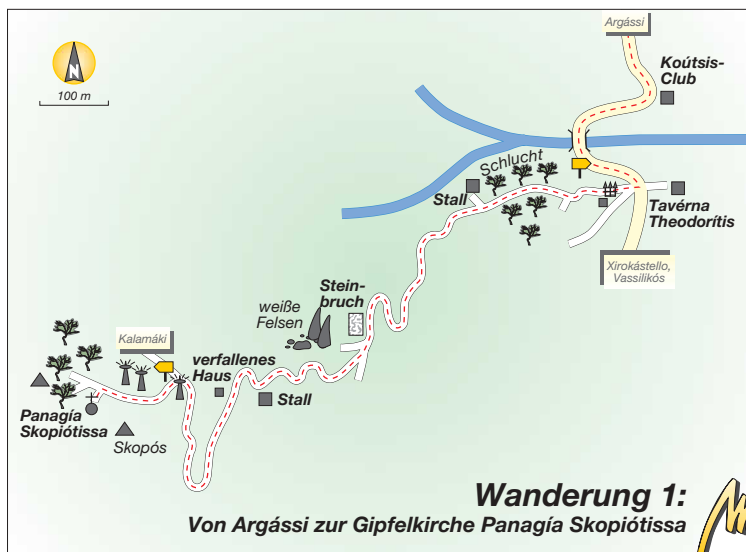 Argássi
Koútsis-
Club
N
100 m
Schlucht
Stall
Tavérna
Theodorítis
Xirokástello,
Vassilikós
Stein-
bruch
weiße
Felsen
Kalamáki
verfallenes
Haus
Stall
Panagía
Skopiótissa
Skopós
Wanderung 1:
Von Argássi zur Gipfelkirche Panagía Skopiótissa